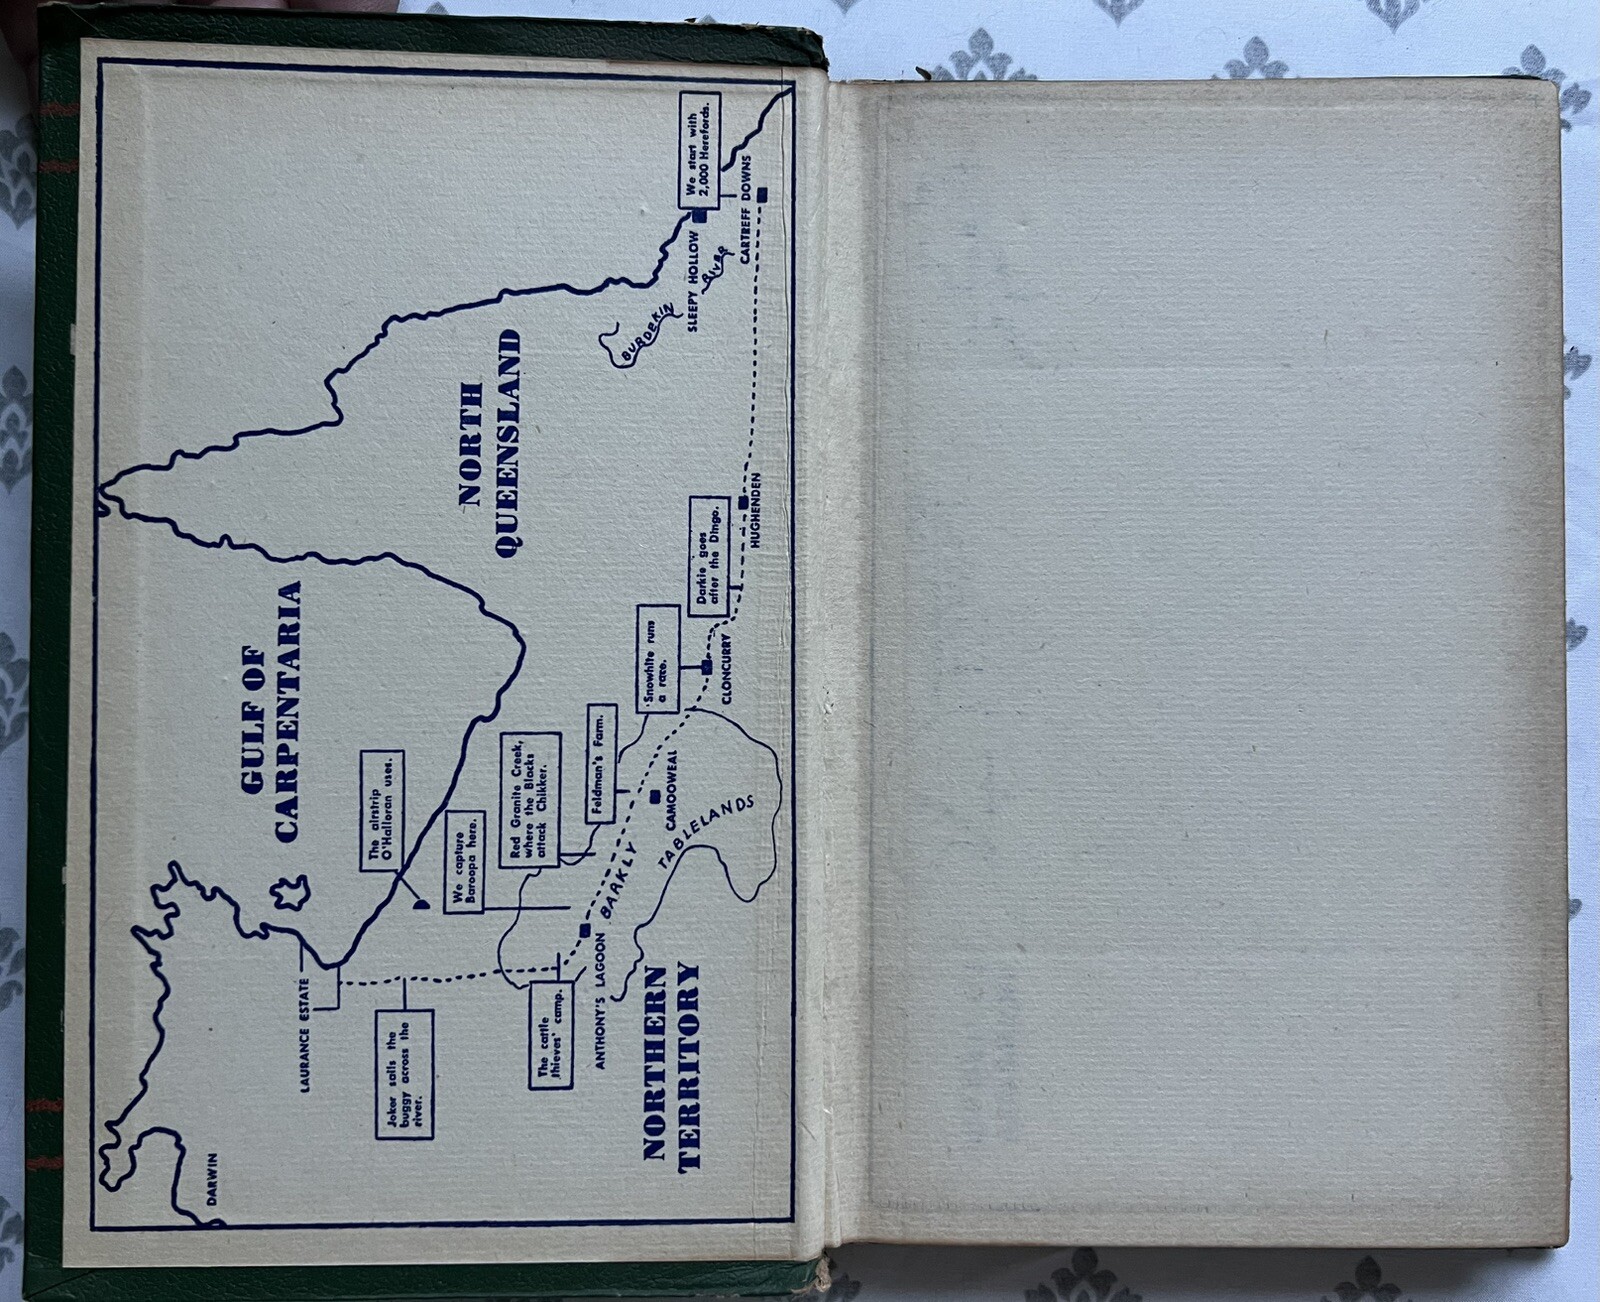 DARWIN
GULF OF
CARPENTARIA
LAURANCE ESTATE
The airstrip
O'Halloran uses.
Joker sails the
buggy across the
river.
We capture
Baroopa here.
Red Granite Creek,
where the Blacks
attack Chikker.
The cattle
thieves' camp.
Feldman's Farm.
ANTHONY'S LAGOON
BARKLY
TABLELANDS
NORTHERN
TERRITORY
CAMOOWEAL
Snowhite runs
a race.
CLONCURRY
Darkie goes
after the Dingo.
HUGHENDEN
NORTH
QUEENSLAND
BURDEKIN
RIVER
SLEEPY HOLLOW
We start with
2,000 Herefords.
CARTREFF DOWNS